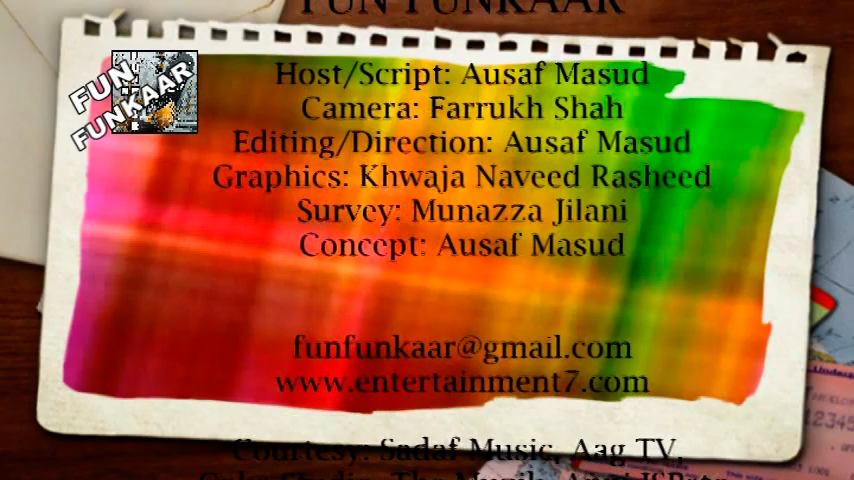 FUN FUNKAAR
FUN
FUNKAAR
Host/Script: Ausaf Masud
Camera: Farrukh Shah
Editing/Direction: Ausaf Masud
Graphics: Khwaja Naveed Rasheed
Survey: Munazza Jilani
Concept: Ausaf Masud
funfunkaar@gmail.com
www.entertainment7.com
Courtesy: Sadaf Music, Aag TV,
12345